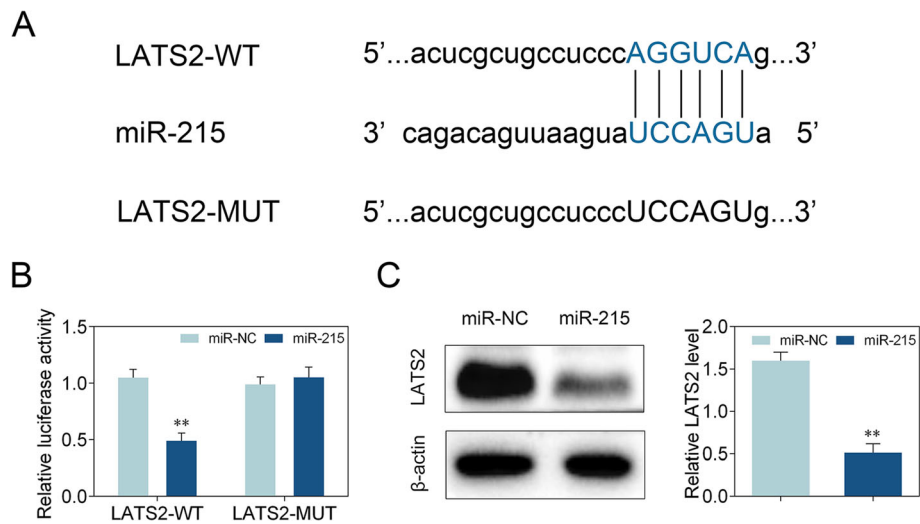 A
LATS2-WT 5’...acucgcugccucccAGGUCAg...3’
miR-215 3’ cagacaguuaaguaUCCAGUa 5’
LATS2-MUT 5’...acucgcugccucccUCCAGUg...3’
B
Relative luciferase activity
1.5
1.0
0.5
0.0
miR-NC miR-215
**
LATS2-WT LATS2-MUT
C
miR-NC miR-215
LATS2
β-actin
Relative LATS2 level
2.0
1.5
1.0
0.5
0.0
miR-NC miR-215
**